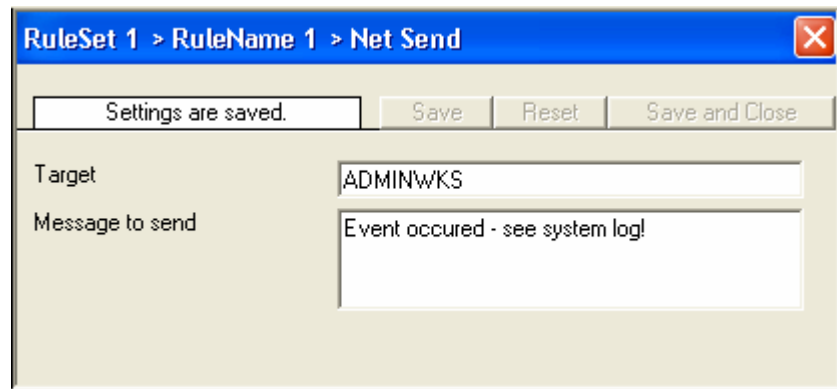 RuleSet 1 > RuleName 1 > Net Send
Settings are saved. Save Reset Save and Close
Target ADMINWKS
Message to send Event occured - see system log!